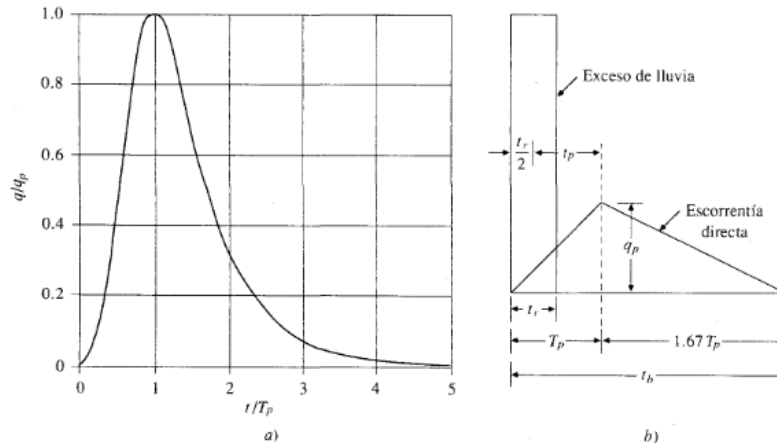 1.0
0.8
0.6
0.4
0.2
0
q/q_p
0 1 2 3 4 5
t/T_p
a)
Exceso de lluvia
t_r/2
t_p
Escorrentía
directa
q_p
t_r
T_p
1.67 T_p
t_b
b)